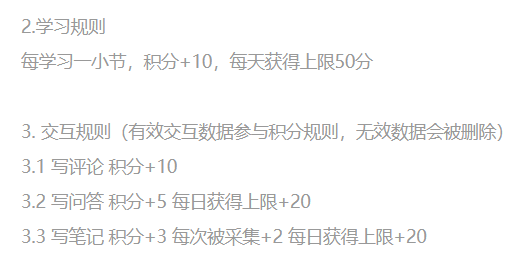 2.学习规则
每学习一小节，积分+10，每天获得上限50分
3. 交互规则（有效交互数据参与积分规则，无效数据会被删除）
3.1 写评论 积分+10
3.2 写问答 积分+5 每日获得上限+20
3.3 写笔记 积分+3 每次被采集+2 每日获得上限+20